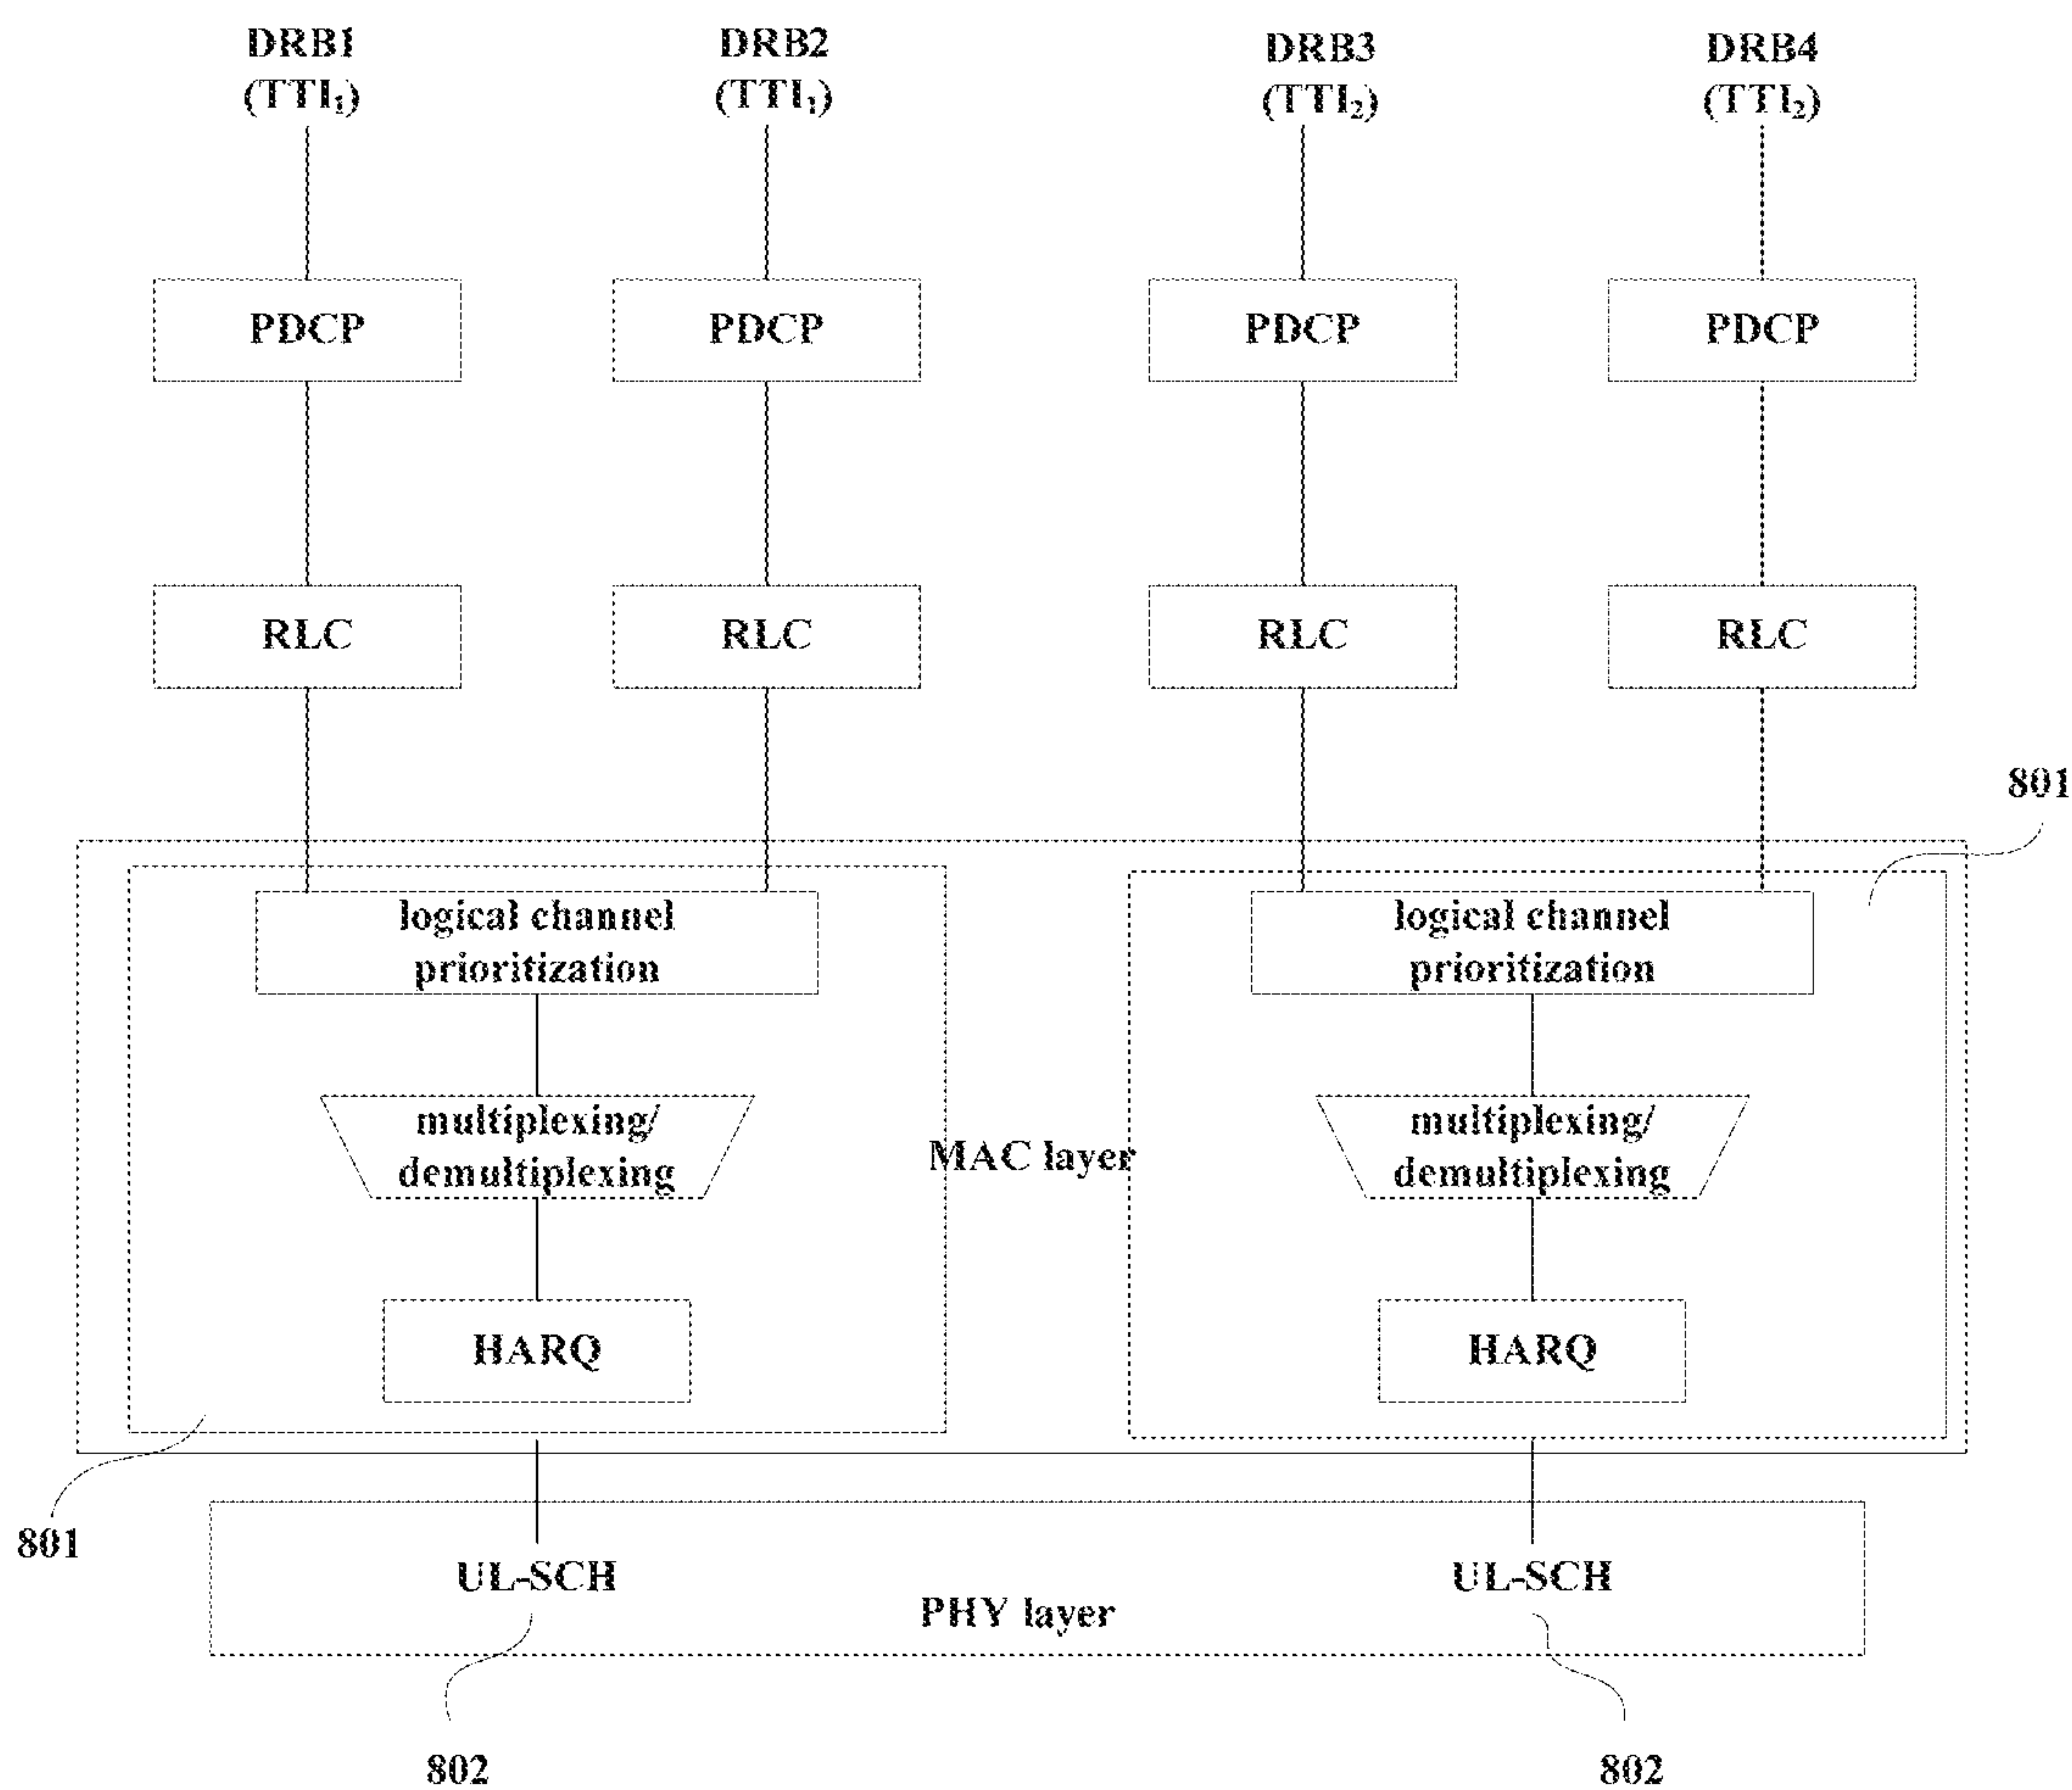 DRB1
(TTI₁)
DRB2
(TTI₁)
DRB3
(TTI₂)
DRB4
(TTI₂)
PDCP
PDCP
PDCP
PDCP
RLC
RLC
RLC
RLC
801
logical channel
prioritization
logical channel
prioritization
multiplexing/
demultiplexing
MAC layer
multiplexing/
demultiplexing
HARQ
HARQ
801
UL-SCH
UL-SCH
PHY layer
802
802